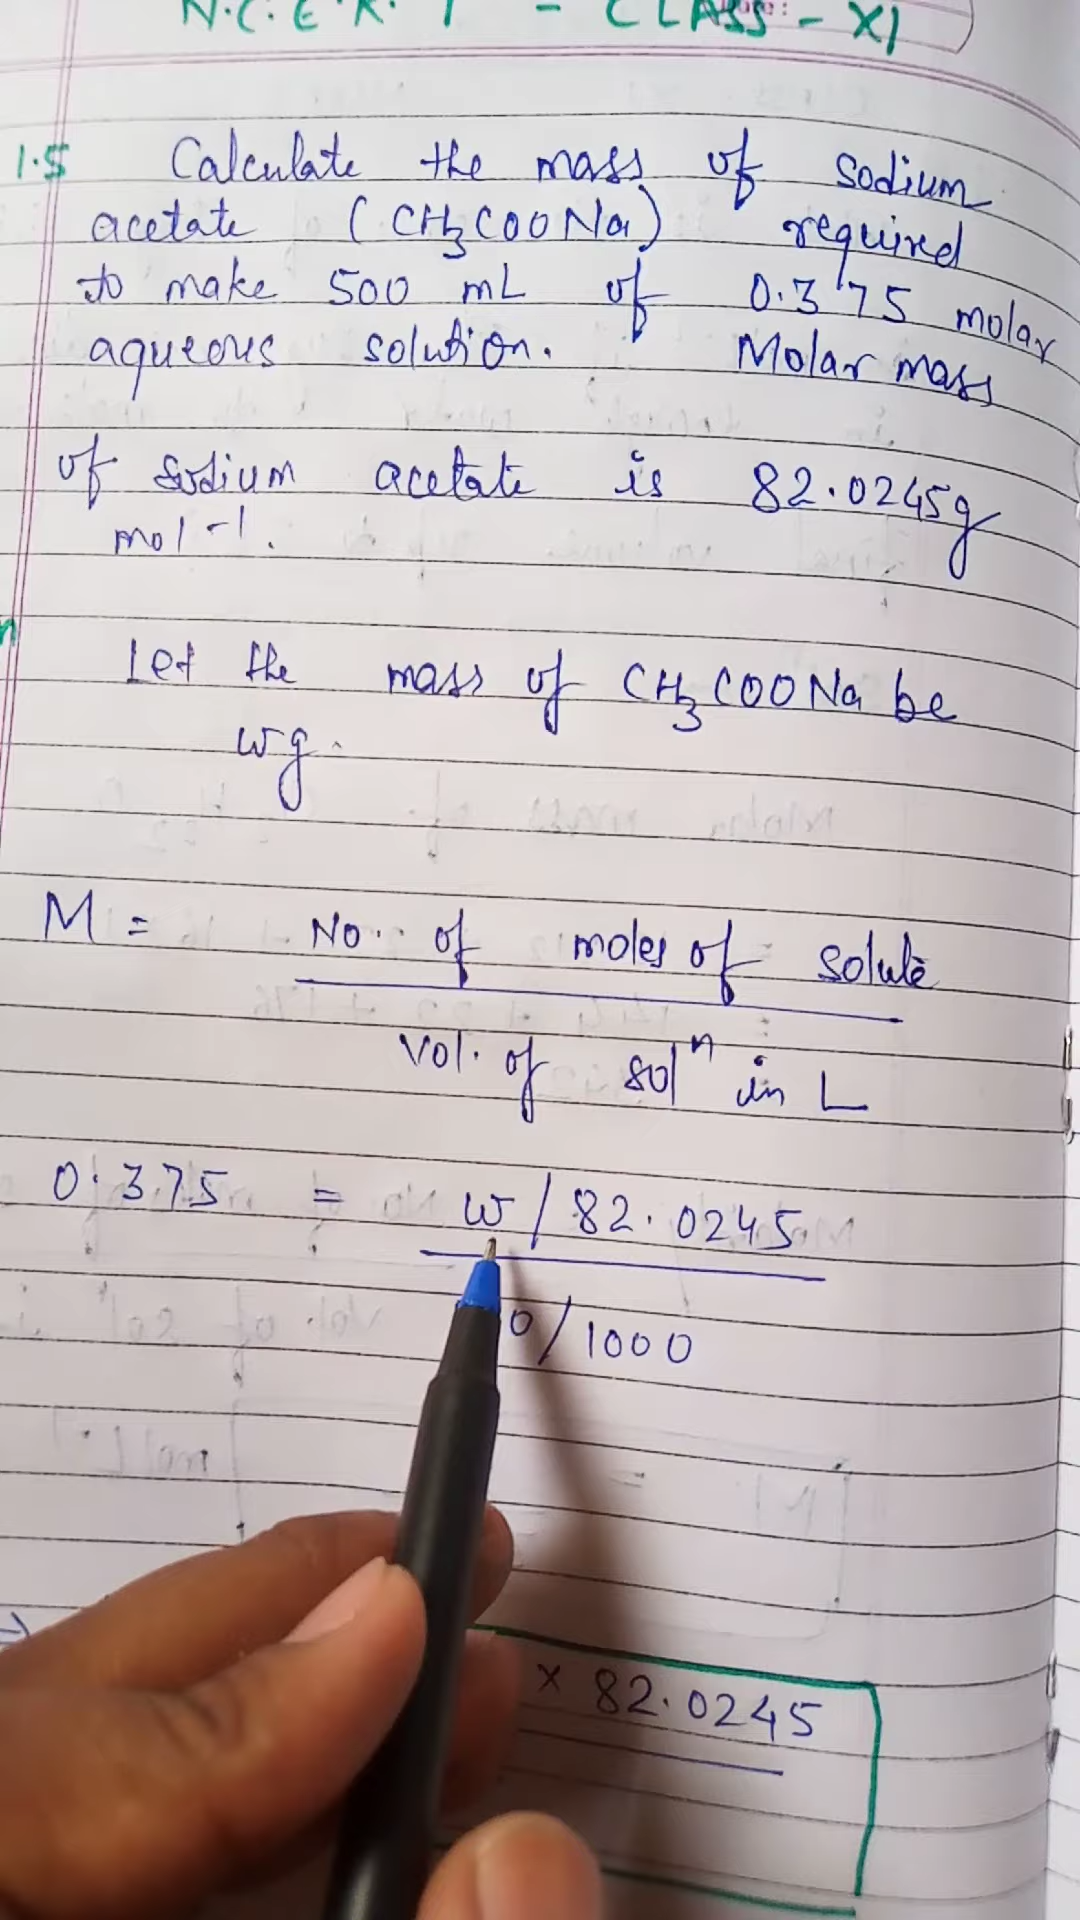 N.C.E.R.T - CLASS - XI
1.5 Calculate the mass of sodium
acetate (CH3COONa) required
to make 500 mL of 0.375 molar
aqueous solution. Molar mass
of sodium acetate is 82.0245g
mol-1.
Let the mass of CH3COONa be
wg.
M = No. of moles of solute
Vol. of solⁿ in L
0.375 = w/82.0245
0/1000
x 82.0245